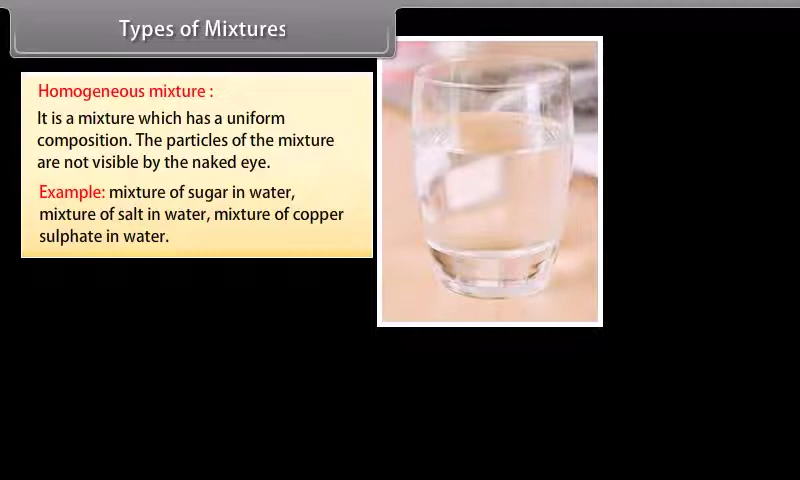 Types of Mixtures
Homogeneous mixture :
It is a mixture which has a uniform
composition. The particles of the mixture
are not visible by the naked eye.
Example: mixture of sugar in water,
mixture of salt in water, mixture of copper
sulphate in water.